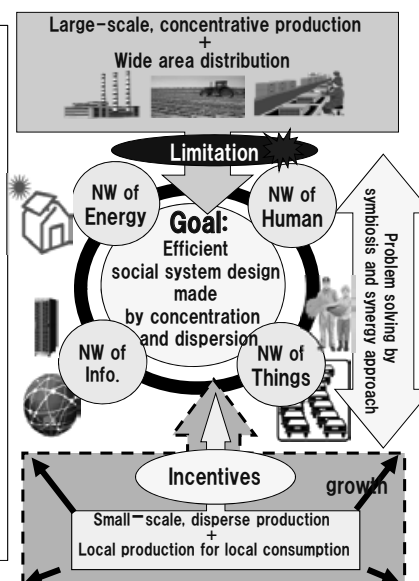 Large-scale, concentrative production
+
Wide area distribution
Limitation
NW of
Energy
NW of
Human
Goal:
Efficient
social system design
made
by concentration
and dispersion
NW of
Info.
NW of
Things
Problem solving by
symbiosis and synergy approach
Incentives
growth
Small-scale, disperse production
+
Local production for local consumption